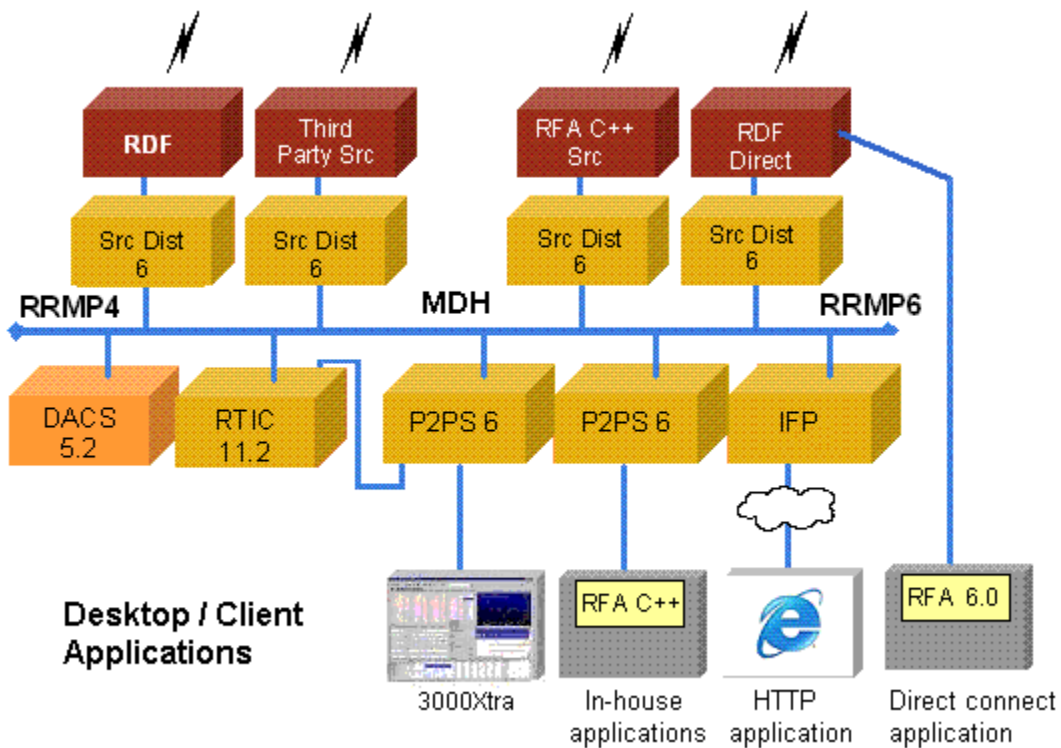 RDF
Third
Party Src
RFA C++
Src
RDF
Direct
Src Dist
6
Src Dist
6
Src Dist
6
Src Dist
6
RRMP4
MDH
RRMP6
DACS
5.2
RTIC
11.2
P2PS 6
P2PS 6
IFP
Desktop / Client
Applications
RFA C++
RFA 6.0
3000Xtra
In-house
applications
HTTP
application
Direct connect
application